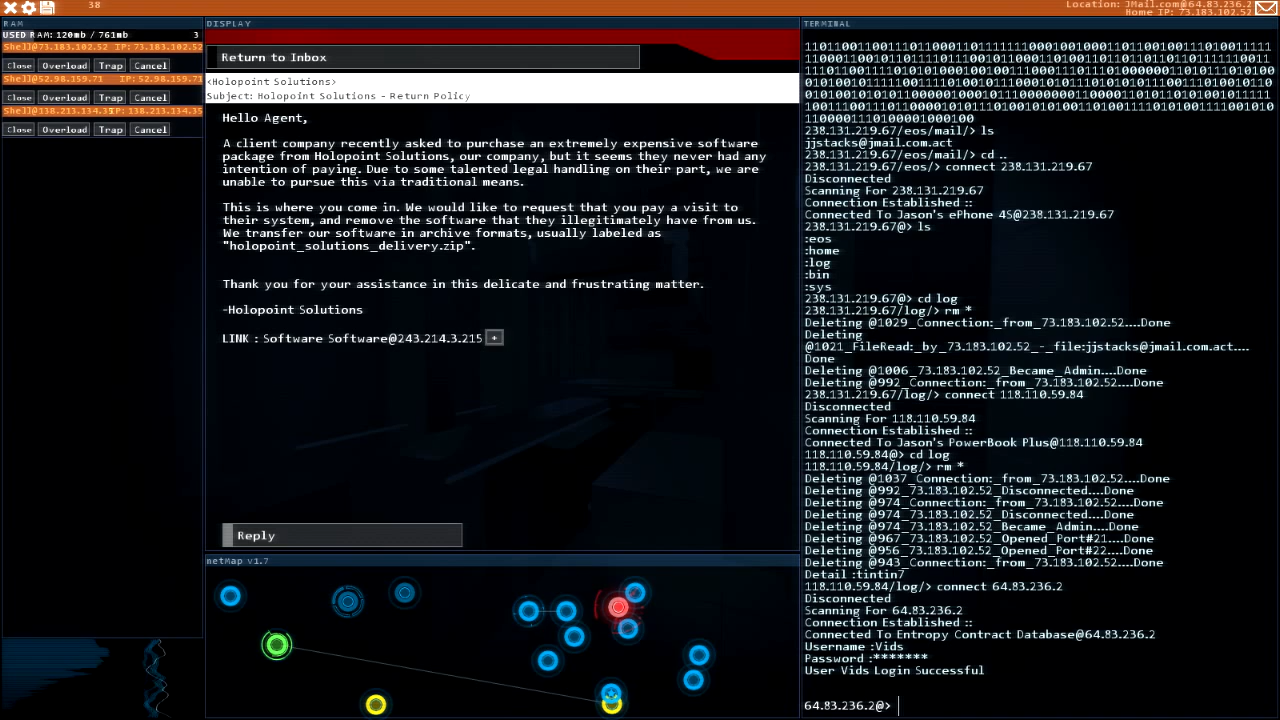 38
Location: JMail.com@64.83.236.2
Home IP: 73.183.102.52
RAM
USED RAM: 120mb / 761mb 3
Shell@73.183.102.52 IP: 73.183.102.52
Close Overload Trap Cancel
Shell@52.98.159.71 IP: 52.98.159.71
Close Overload Trap Cancel
Shell@138.213.134.35 IP: 138.213.134.35
Close Overload Trap Cancel
DISPLAY
Return to Inbox
<Holopoint Solutions>
Subject: Holopoint Solutions - Return Policy
Hello Agent,
A client company recently asked to purchase an extremely expensive software
package from Holopoint Solutions, our company, but it seems they never had any
intention of paying. Due to some talented legal handling on their part, we are
unable to pursue this via traditional means.
This is where you come in. We would like to request that you pay a visit to
their system, and remove the software that they illegitimately have from us.
We transfer our software in archive formats, usually labeled as
"holopoint_solutions_delivery.zip".
Thank you for your assistance in this delicate and frustrating matter.
-Holopoint Solutions
LINK : Software Software@243.214.3.215 +
Reply
netMap v1.7
TERMINAL
238.131.219.67/eos/mail/> ls
jjstacks@jmail.com.act
238.131.219.67/eos/mail/> cd ..
238.131.219.67/eos/> connect 238.131.219.67
Disconnected
Scanning For 238.131.219.67
Connection Established ::
Connected To Jason's ePhone 4S@238.131.219.67
238.131.219.67@> ls
:eos
:home
:log
:bin
:sys
238.131.219.67@> cd log
238.131.219.67/log/> rm *
Deleting @1029_Connection:_from_73.183.102.52....Done
Deleting
@1021_FileRead:_by_73.183.102.52_-_file:jjstacks@jmail.com.act....
Done
Deleting @1006_73.183.102.52_Became_Admin....Done
Deleting @992_Connection:_from_73.183.102.52....Done
238.131.219.67/log/> connect 118.110.59.84
Disconnected
Scanning For 118.110.59.84
Connection Established ::
Connected To Jason's PowerBook Plus@118.110.59.84
118.110.59.84@> cd log
118.110.59.84/log/> rm *
Deleting @1037_Connection:_from_73.183.102.52....Done
Deleting @992_73.183.102.52_Disconnected....Done
Deleting @974_Connection:_from_73.183.102.52....Done
Deleting @974_73.183.102.52_Disconnected....Done
Deleting @974_73.183.102.52_Became_Admin....Done
Deleting @967_73.183.102.52_Opened_Port#21....Done
Deleting @956_73.183.102.52_Opened_Port#22....Done
Deleting @943_Connection:_from_73.183.102.52....Done
Detail :tintin7
118.110.59.84/log/> connect 64.83.236.2
Disconnected
Scanning For 64.83.236.2
Connection Established ::
Connected To Entropy Contract Database@64.83.236.2
Username :Vids
Password :*******
User Vids Login Successful
64.83.236.2@>